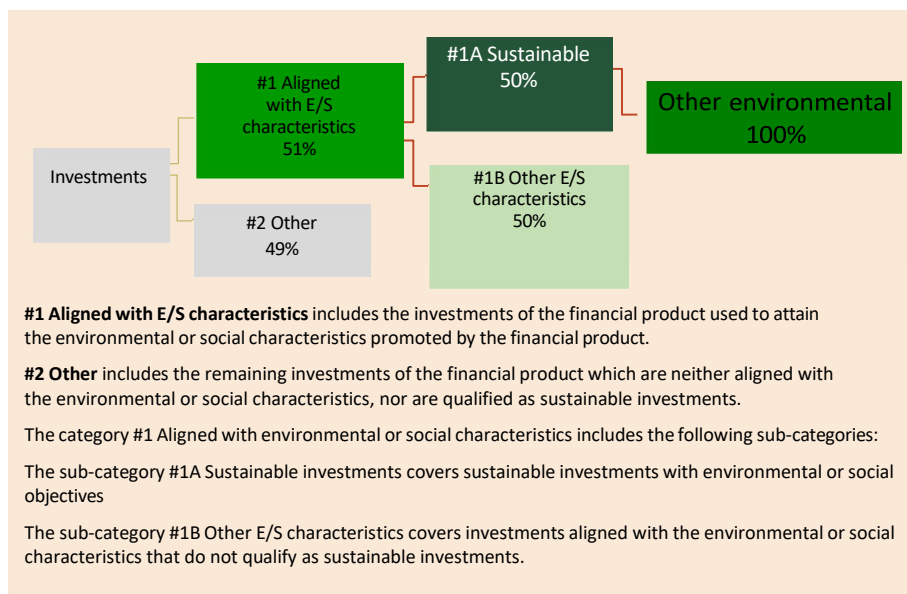 #1A Sustainable
50%
#1 Aligned
with E/S
characteristics
51%
Other environmental
100%
Investments
#1B Other E/S
characteristics
50%
#2 Other
49%
#1 Aligned with E/S characteristics includes the investments of the financial product used to attain
the environmental or social characteristics promoted by the financial product.
#2 Other includes the remaining investments of the financial product which are neither aligned with
the environmental or social characteristics, nor are qualified as sustainable investments.
The category #1 Aligned with environmental or social characteristics includes the following sub-categories:
The sub-category #1A Sustainable investments covers sustainable investments with environmental or social
objectives
The sub-category #1B Other E/S characteristics covers investments aligned with the environmental or social
characteristics that do not qualify as sustainable investments.